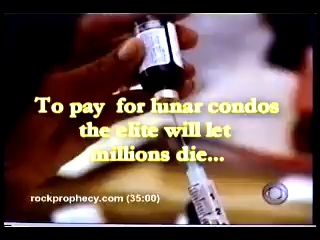 To pay for lunar condos
the elite will let
millions die...
rockprophecy.com (35:00)